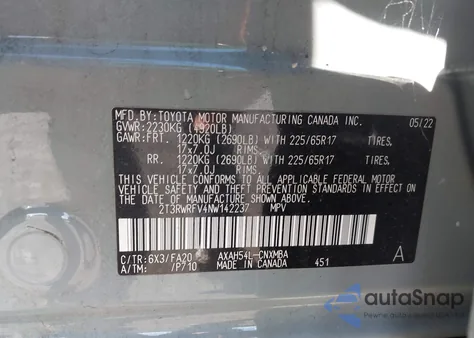 MFD.BY:TOYOTA MOTOR MANUFACTURING CANADA INC. 05/22
GVWR:2230KG (4920LB)
GAWR:FRT. 1220KG (2690LB) WITH 225/65R17 TIRES.
17x7.0J RIMS.
RR. 1220KG (2690LB) WITH 225/65R17 TIRES.
17x7.0J RIMS.
THIS VEHICLE CONFORMS TO ALL APPLICABLE FEDERAL MOTOR
VEHICLE SAFETY AND BUMPER STANDARDS IN EFFECT ON
THE DATE OF MANUFACTURE SHOWN ABOVE.
2T3RWRFV4NW142237 MPV
C/TR:6X3/FA20 AXAH54L-CNXMBA A
A/TM: /P710 MADE IN CANADA 451
autoSnap
Powered by